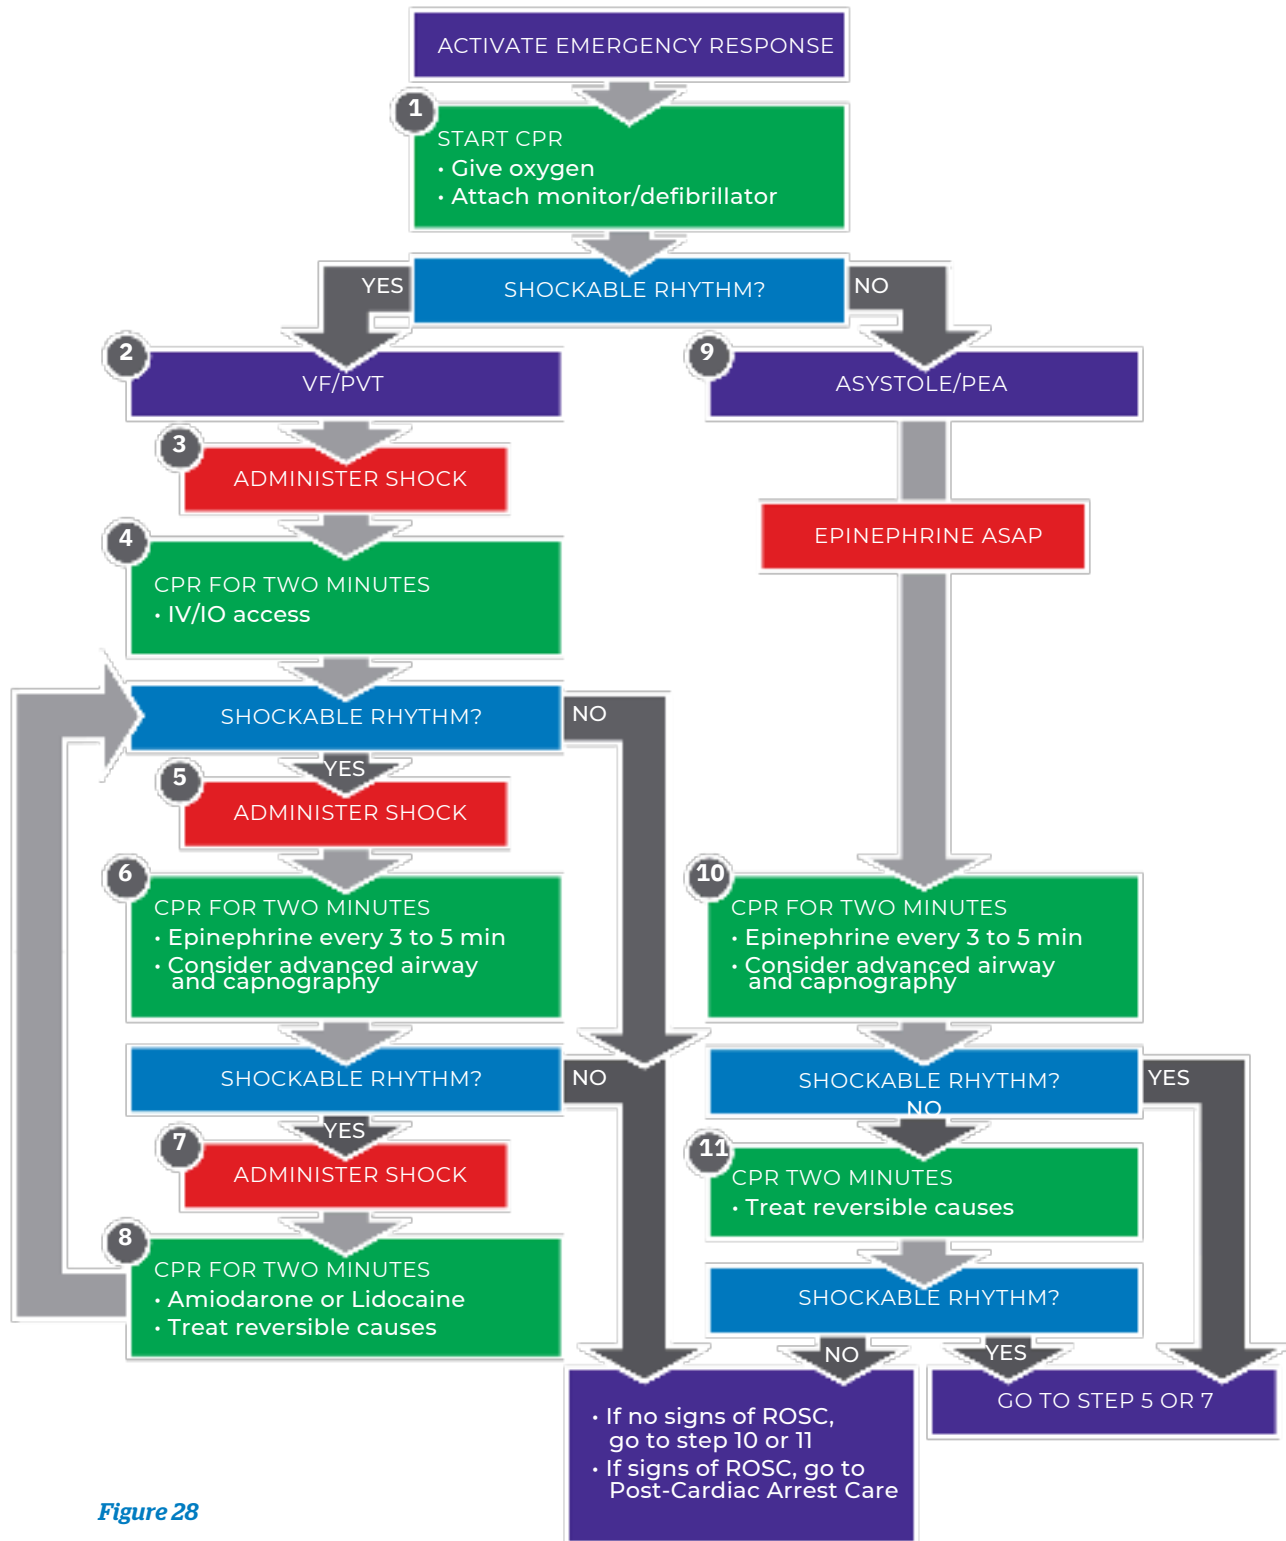 ACTIVATE EMERGENCY RESPONSE
1
START CPR
• Give oxygen
• Attach monitor/defibrillator
YES
SHOCKABLE RHYTHM?
NO
2
VF/PVT
9
ASYSTOLE/PEA
3
ADMINISTER SHOCK
EPINEPHRINE ASAP
4
CPR FOR TWO MINUTES
• IV/IO access
SHOCKABLE RHYTHM?
NO
YES
5
ADMINISTER SHOCK
6
CPR FOR TWO MINUTES
• Epinephrine every 3 to 5 min
• Consider advanced airway
and capnography
10
CPR FOR TWO MINUTES
• Epinephrine every 3 to 5 min
• Consider advanced airway
and capnography
SHOCKABLE RHYTHM?
NO
YES
SHOCKABLE RHYTHM?
YES
NO
7
ADMINISTER SHOCK
11
CPR TWO MINUTES
• Treat reversible causes
8
CPR FOR TWO MINUTES
• Amiodarone or Lidocaine
• Treat reversible causes
SHOCKABLE RHYTHM?
NO
YES
• If no signs of ROSC,
go to step 10 or 11
• If signs of ROSC, go to
Post-Cardiac Arrest Care
GO TO STEP 5 OR 7
Figure 28